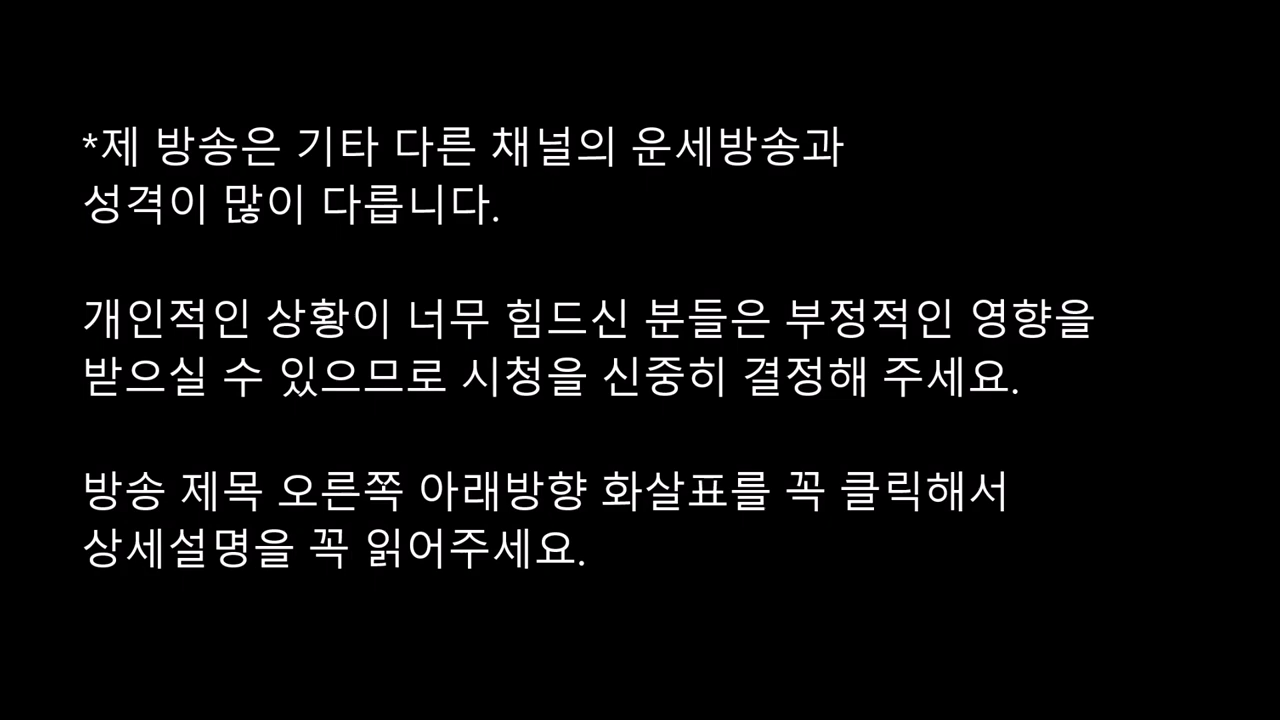 *제 방송은 기타 다른 채널의 운세방송과
성격이 많이 다릅니다.
개인적인 상황이 너무 힘드신 분들은 부정적인 영향을
받으실 수 있으므로 시청을 신중히 결정해 주세요.
방송 제목 오른쪽 아래방향 화살표를 꼭 클릭해서
상세설명을 꼭 읽어주세요.